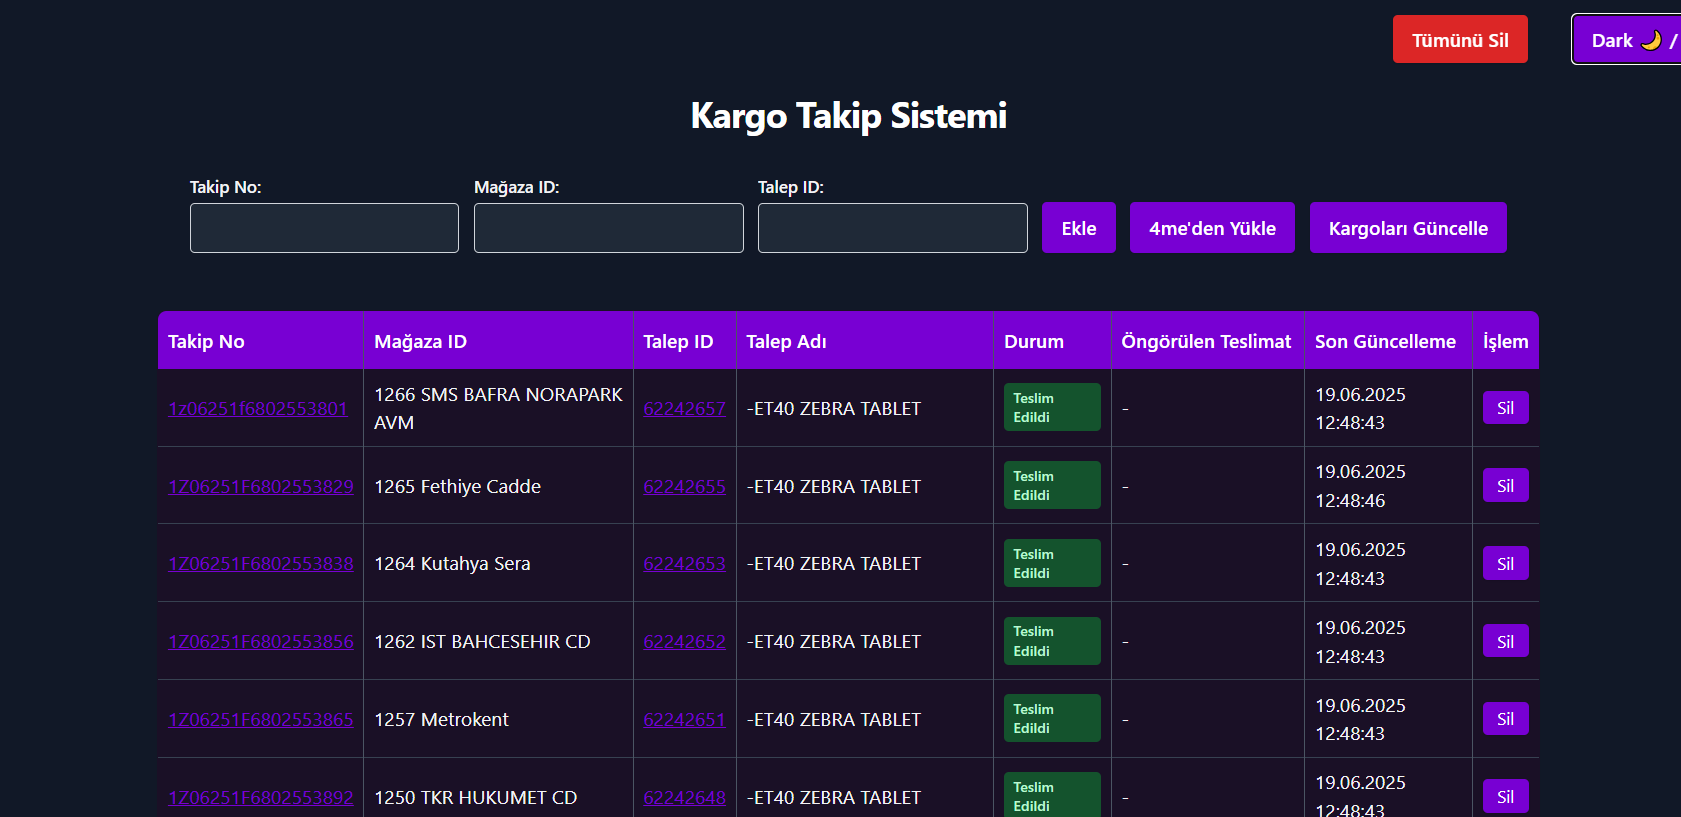 Tümünü Sil
Dark 🌙 /
Kargo Takip Sistemi
Takip No:
Mağaza ID:
Talep ID:
Ekle
4me'den Yükle
Kargoları Güncelle
Takip No Mağaza ID Talep ID Talep Adı Durum Öngörülen Teslimat Son Güncelleme İşlem
1z06251f6802553801 1266 SMS BAFRA NORAPARK AVM 62242657 -ET40 ZEBRA TABLET Teslim Edildi - 19.06.2025 12:48:43 Sil
1Z06251F6802553829 1265 Fethiye Cadde 62242655 -ET40 ZEBRA TABLET Teslim Edildi - 19.06.2025 12:48:46 Sil
1Z06251F6802553838 1264 Kutahya Sera 62242653 -ET40 ZEBRA TABLET Teslim Edildi - 19.06.2025 12:48:43 Sil
1Z06251F6802553856 1262 IST BAHCESEHIR CD 62242652 -ET40 ZEBRA TABLET Teslim Edildi - 19.06.2025 12:48:43 Sil
1Z06251F6802553865 1257 Metrokent 62242651 -ET40 ZEBRA TABLET Teslim Edildi - 19.06.2025 12:48:43 Sil
1Z06251F6802553892 1250 TKR HUKUMET CD 62242648 -ET40 ZEBRA TABLET Teslim Edildi - 19.06.2025 12:48:43 Sil